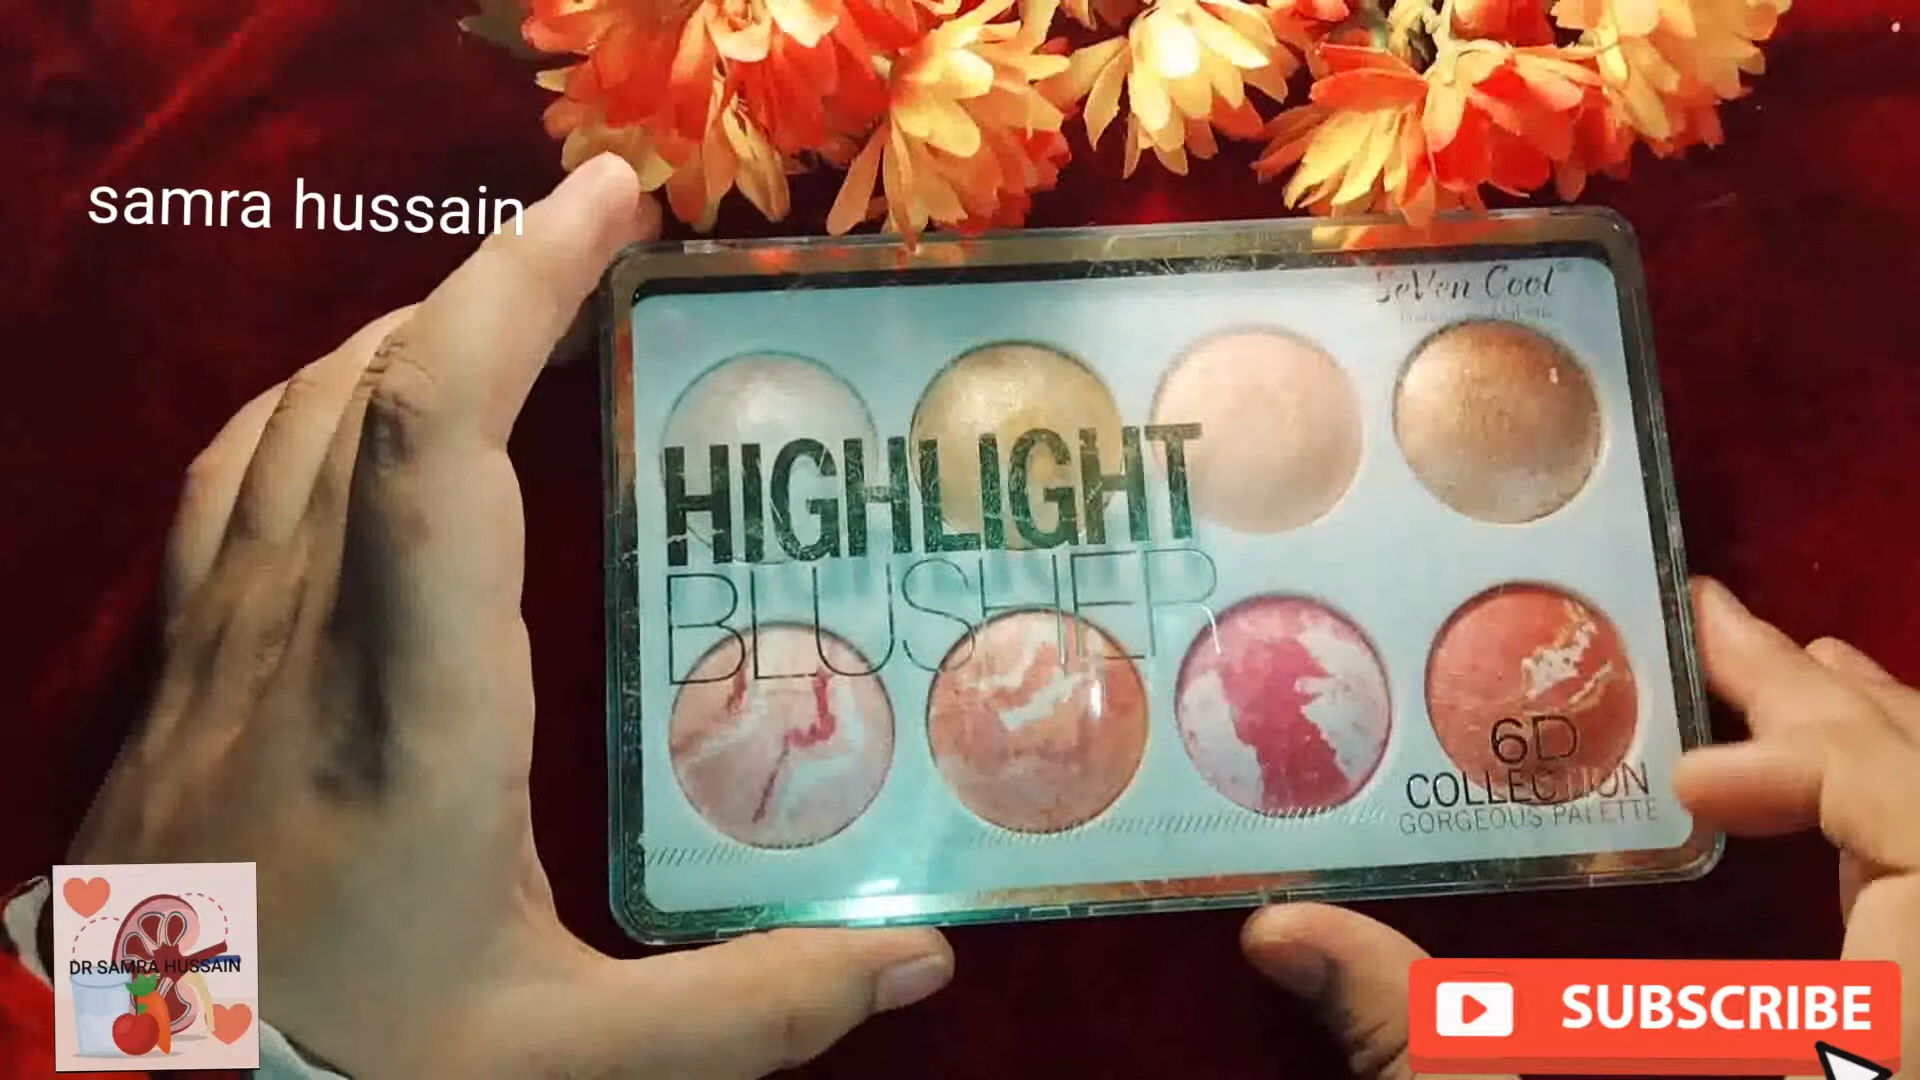 samra hussain
SeVen Cool
HIGHLIGHT
BLUSHER
6D
COLLECTION
GORGEOUS PALETTE
DR SAMRA HUSSAIN
SUBSCRIBE